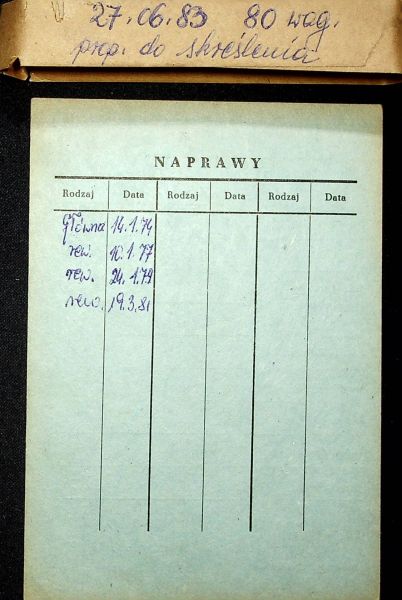 27.06.83 80 wag.
prop. do skreślenia
NAPRAWY
Rodzaj Data Rodzaj Data Rodzaj Data
główna 14.1.74
rew. 10.1.77
rew. 24.1.79
rew. 19.3.81